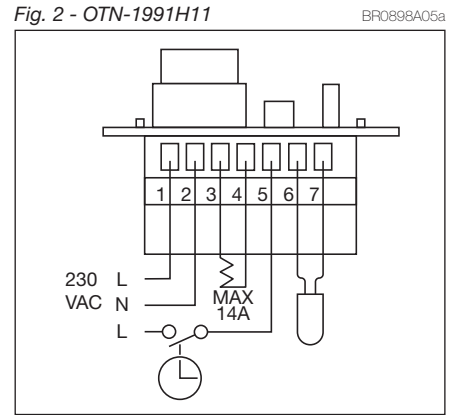 Fig. 2 - OTN-1991H11 BR0898A05a
1 2 3 4 5 6 7
230 L
VAC N
MAX
14A
L